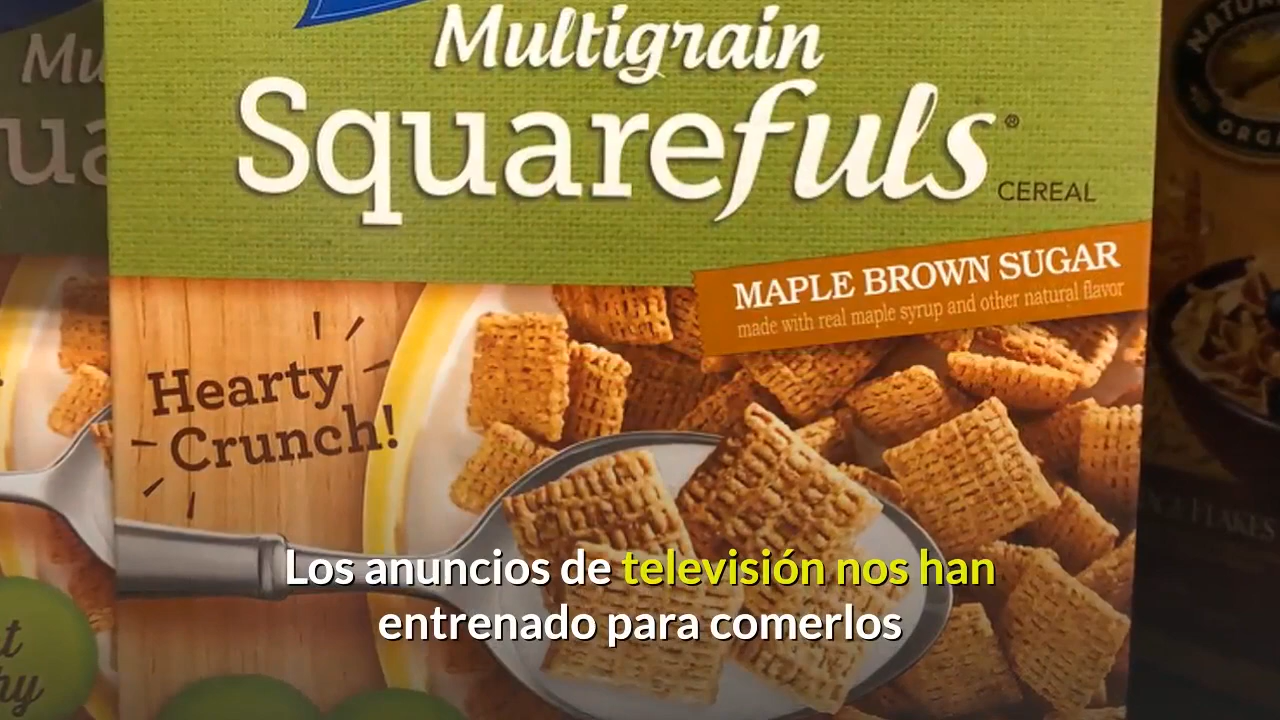 Multigrain
Squarefuls®
CEREAL
MAPLE BROWN SUGAR
made with real maple syrup and other natural flavor
Hearty
Crunch!
Los anuncios de televisión nos han
entrenado para comerlos